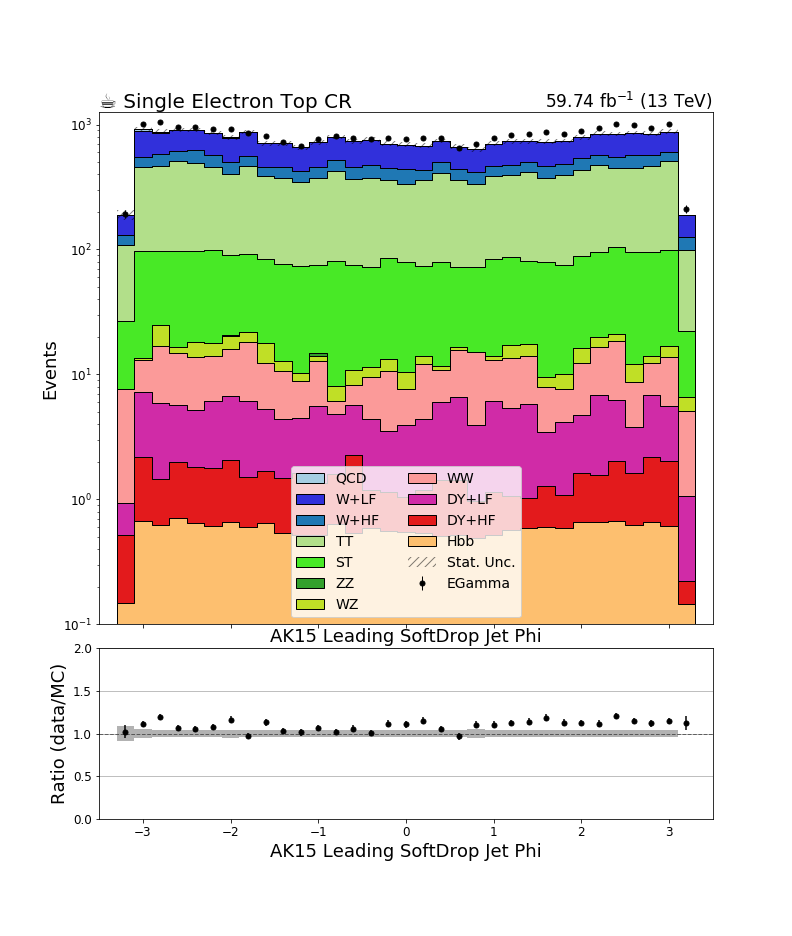 ☕ Single Electron Top CR
59.74 fb⁻¹ (13 TeV)
10³
10²
10¹
10⁰
10⁻¹
Events
QCD
W+LF
W+HF
TT
ST
ZZ
WZ
WW
DY+LF
DY+HF
Hbb
Stat. Unc.
EGamma
AK15 Leading SoftDrop Jet Phi
2.0
1.5
1.0
0.5
0.0
Ratio (data/MC)
−3 −2 −1 0 1 2 3
AK15 Leading SoftDrop Jet Phi